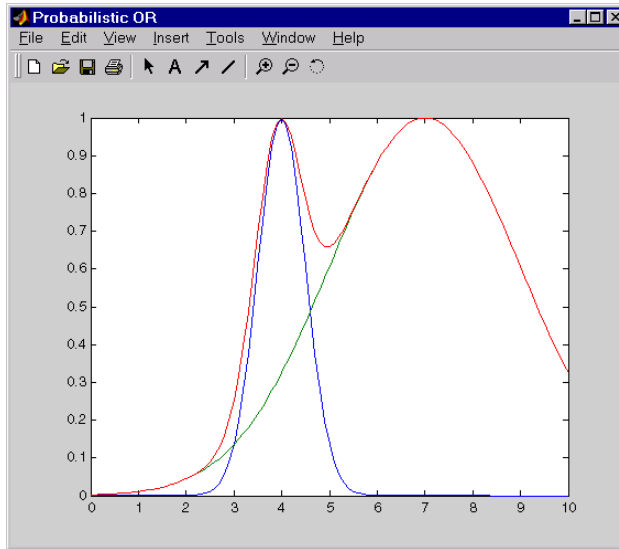 Probabilistic OR
File Edit View Insert Tools Window Help
A
1
0.9
0.8
0.7
0.6
0.5
0.4
0.3
0.2
0.1
0
0 1 2 3 4 5 6 7 8 9 10